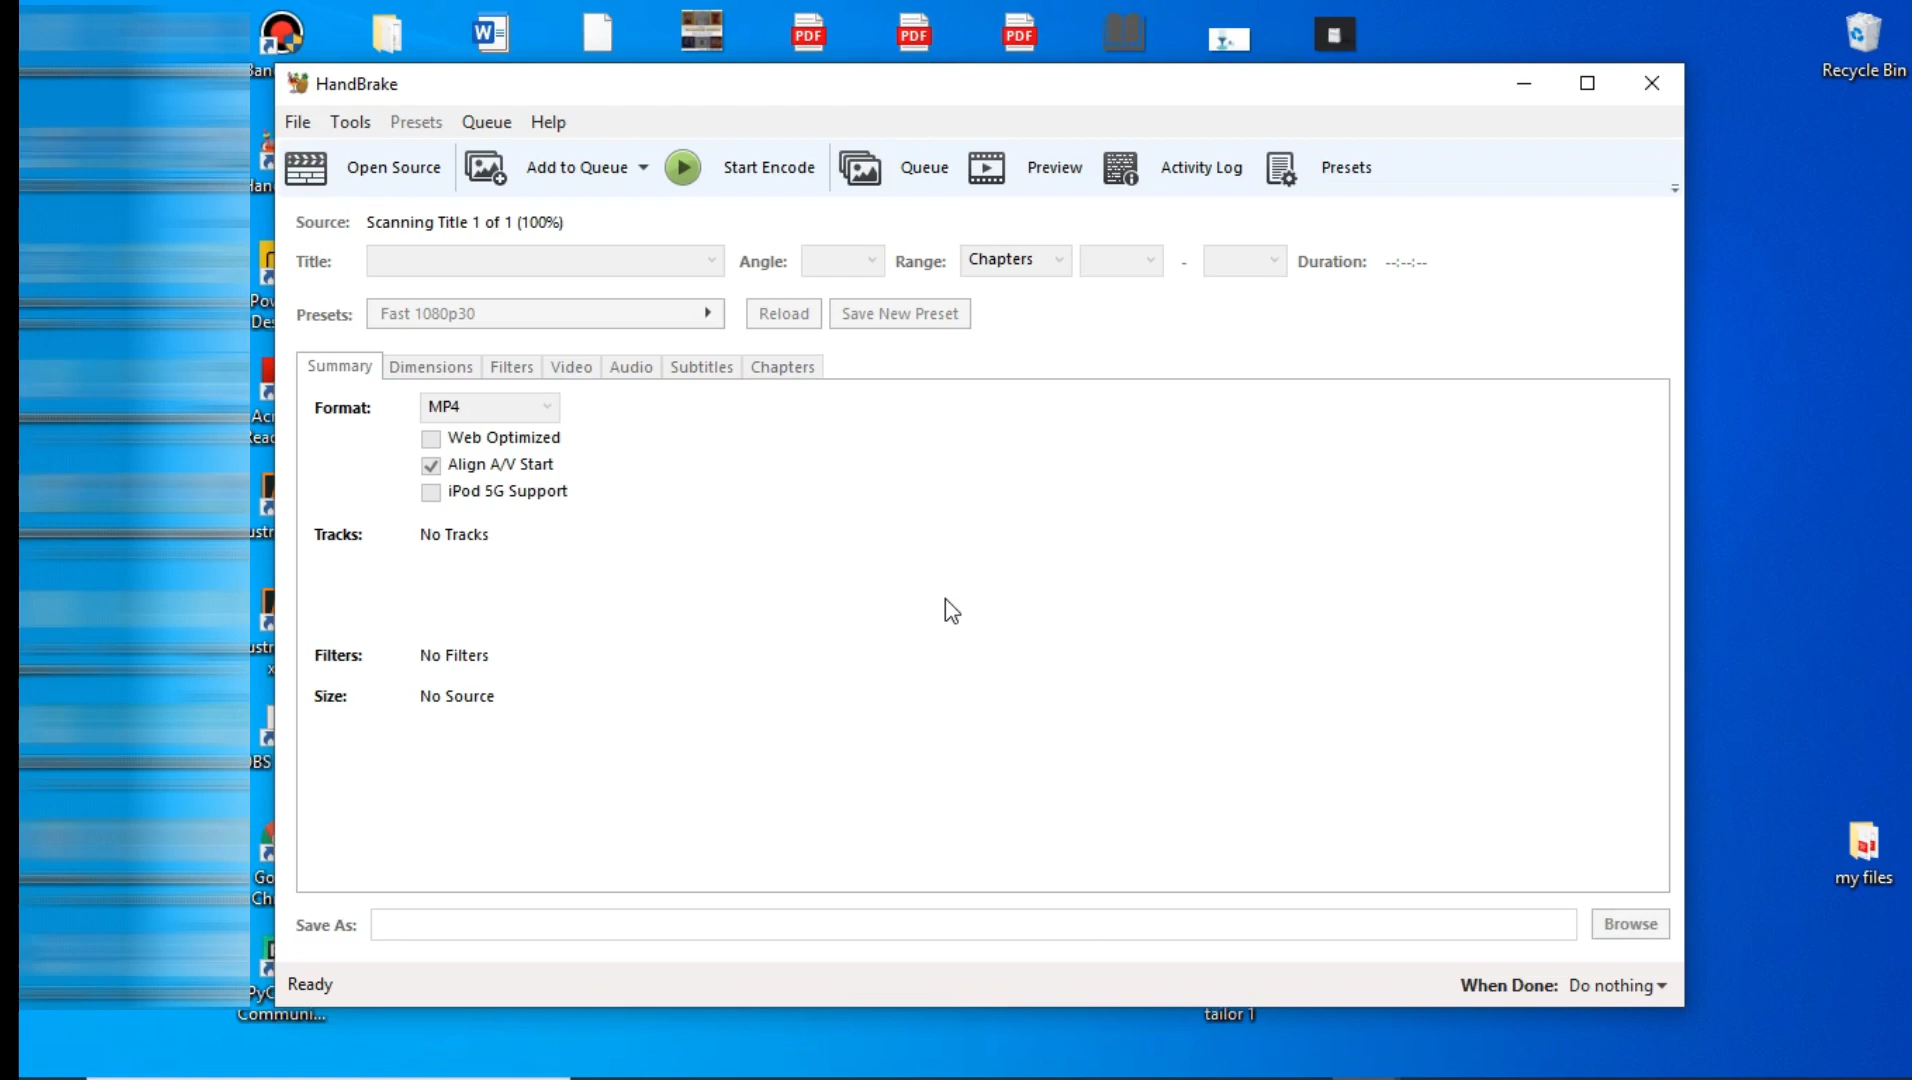 Recycle Bin
HandBrake
File Tools Presets Queue Help
Open Source Add to Queue Start Encode Queue Preview Activity Log Presets
Source: Scanning Title 1 of 1 (100%)
Title: Angle: Range: Chapters - Duration: --:--:--
Presets: Fast 1080p30 Reload Save New Preset
Summary Dimensions Filters Video Audio Subtitles Chapters
Format: MP4
Web Optimized
Align A/V Start
iPod 5G Support
Tracks: No Tracks
Filters: No Filters
Size: No Source
my files
Save As: Browse
Ready When Done: Do nothing
Communi...
tailor 1
PDF
PDF
PDF
W